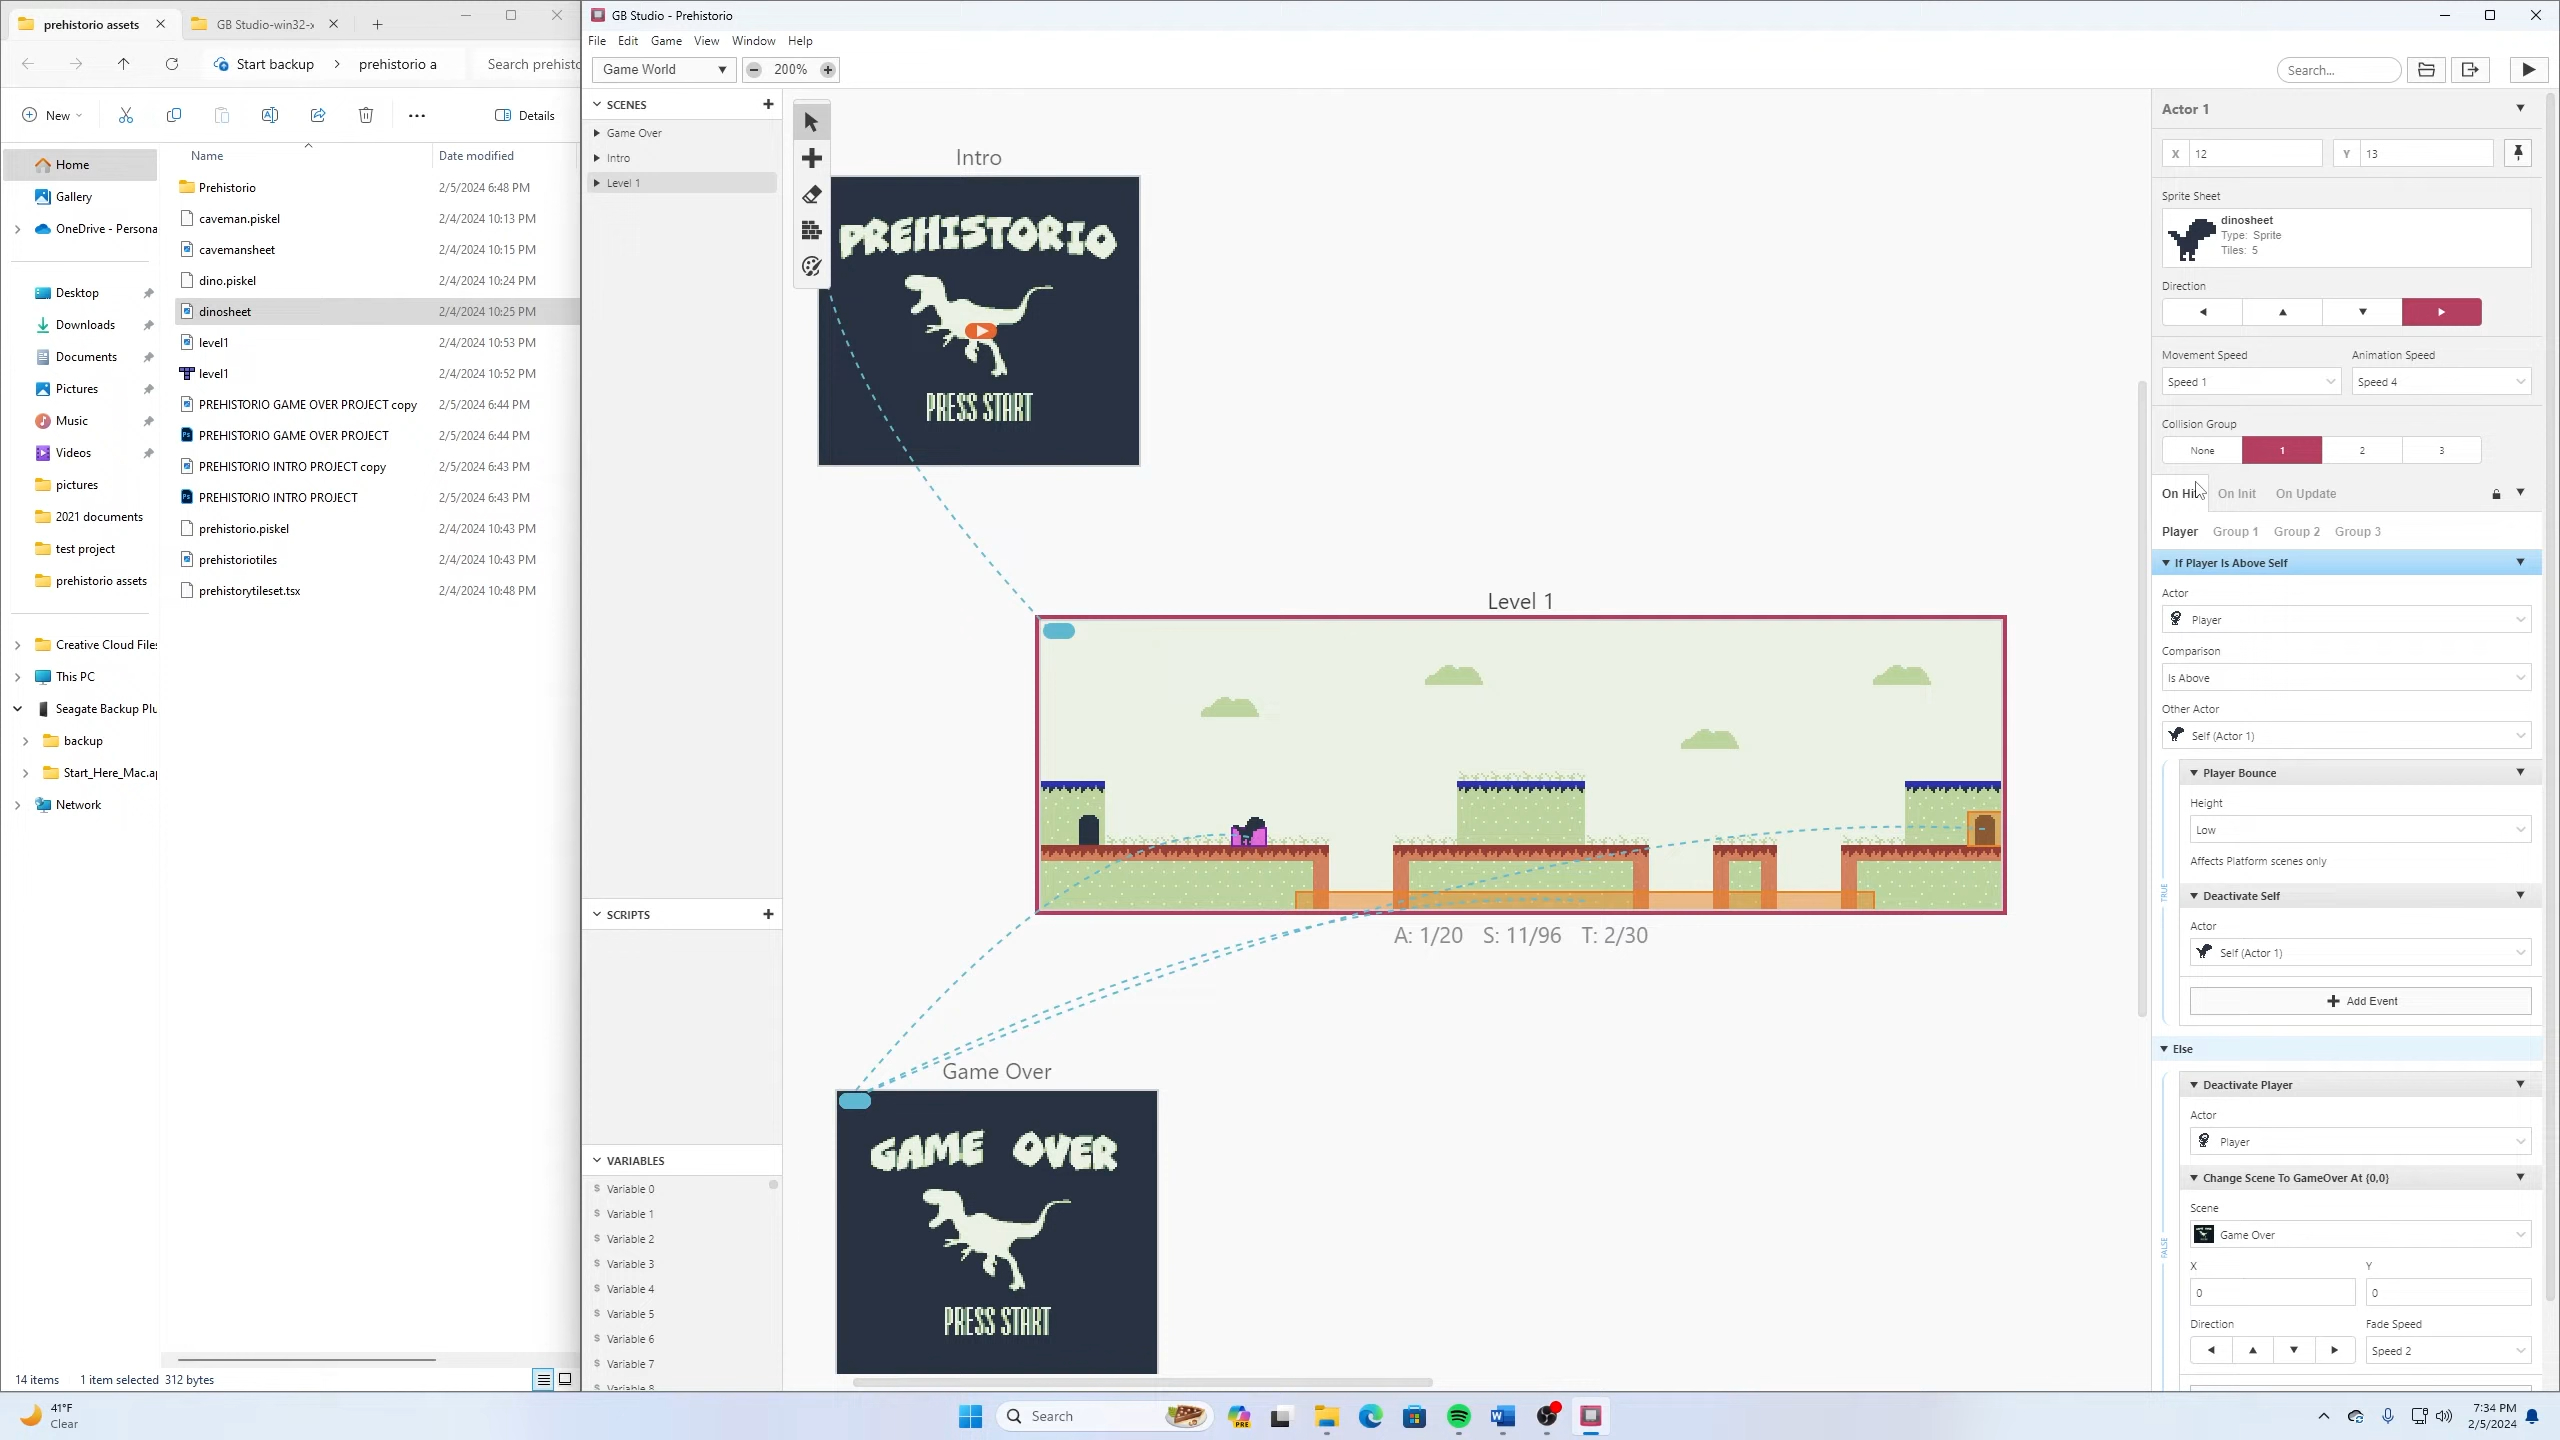 prehistorio assets
GB Studio-win32-x
Start backup
prehistorio a
Search prehisto
New
Details
Name
Date modified
Home
Gallery
OneDrive - Persona
Desktop
Downloads
Documents
Pictures
Music
Videos
pictures
2021 documents
test project
prehistorio assets
Creative Cloud Files
This PC
Seagate Backup Plu
backup
Start_Here_Mac.ap
Network
Prehistorio 2/5/2024 6:48 PM
caveman.piskel 2/4/2024 10:13 PM
cavemansheet 2/4/2024 10:15 PM
dino.piskel 2/4/2024 10:24 PM
dinosheet 2/4/2024 10:25 PM
level1 2/4/2024 10:53 PM
level1 2/4/2024 10:52 PM
PREHISTORIO GAME OVER PROJECT copy 2/5/2024 6:44 PM
PREHISTORIO GAME OVER PROJECT 2/5/2024 6:44 PM
PREHISTORIO INTRO PROJECT copy 2/5/2024 6:43 PM
PREHISTORIO INTRO PROJECT 2/5/2024 6:43 PM
prehistorio.piskel 2/4/2024 10:43 PM
prehistoriotiles 2/4/2024 10:43 PM
prehistorytileset.tsx 2/4/2024 10:48 PM
14 items 1 item selected 312 bytes
GB Studio - Prehistorio
File Edit Game View Window Help
Game World
200%
Search...
SCENES
Game Over
Intro
Level 1
SCRIPTS
VARIABLES
$ Variable 0
$ Variable 1
$ Variable 2
$ Variable 3
$ Variable 4
$ Variable 5
$ Variable 6
$ Variable 7
$ Variable 8
Intro
PREHISTORIO
PRESS START
Level 1
1
A: 1/20 S: 11/96 T: 2/30
Game Over
GAME OVER
PRESS START
Actor 1
X 12 Y 13
Sprite Sheet
dinosheet
Type: Sprite
Tiles: 5
Direction
Movement Speed Animation Speed
Speed 1 Speed 4
Collision Group
None 1 2 3
On Hi On Init On Update
Player Group 1 Group 2 Group 3
If Player Is Above Self
Actor
Player
Comparison
Is Above
Other Actor
Self (Actor 1)
TRUE
Player Bounce
Height
Low
Affects Platform scenes only
Deactivate Self
Actor
Self (Actor 1)
Add Event
Else
FALSE
Deactivate Player
Actor
Player
Change Scene To GameOver At {0,0}
Scene
Game Over
X Y
0 0
Direction Fade Speed
Speed 2
41°F
Clear
Search
PRE
7:34 PM
2/5/2024